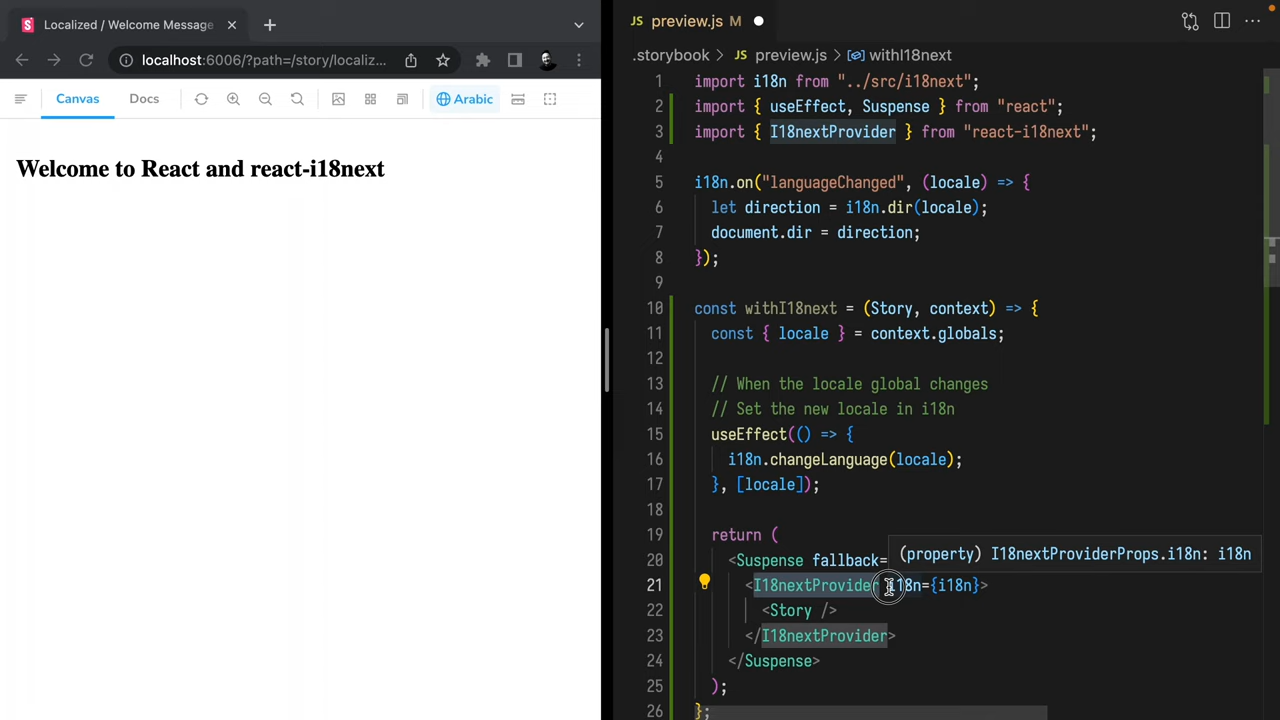 Localized / Welcome Message
localhost:6006/?path=/story/localiz...
Canvas Docs Arabic
Welcome to React and react-i18next
JS preview.js M
.storybook > JS preview.js > withI18next
1 import i18n from "../src/i18next";
2 import { useEffect, Suspense } from "react";
3 import { I18nextProvider } from "react-i18next";
4
5 i18n.on("languageChanged", (locale) => {
6 let direction = i18n.dir(locale);
7 document.dir = direction;
8 });
9
10 const withI18next = (Story, context) => {
11 const { locale } = context.globals;
12
13 // When the locale global changes
14 // Set the new locale in i18n
15 useEffect(() => {
16 i18n.changeLanguage(locale);
17 }, [locale]);
18
19 return (
(property) I18nextProviderProps.i18n: i18n
20 <Suspense fallback=
21 <I18nextProvider i18n={i18n}>
22 <Story />
23 </I18nextProvider>
24 </Suspense>
25 );
26 };